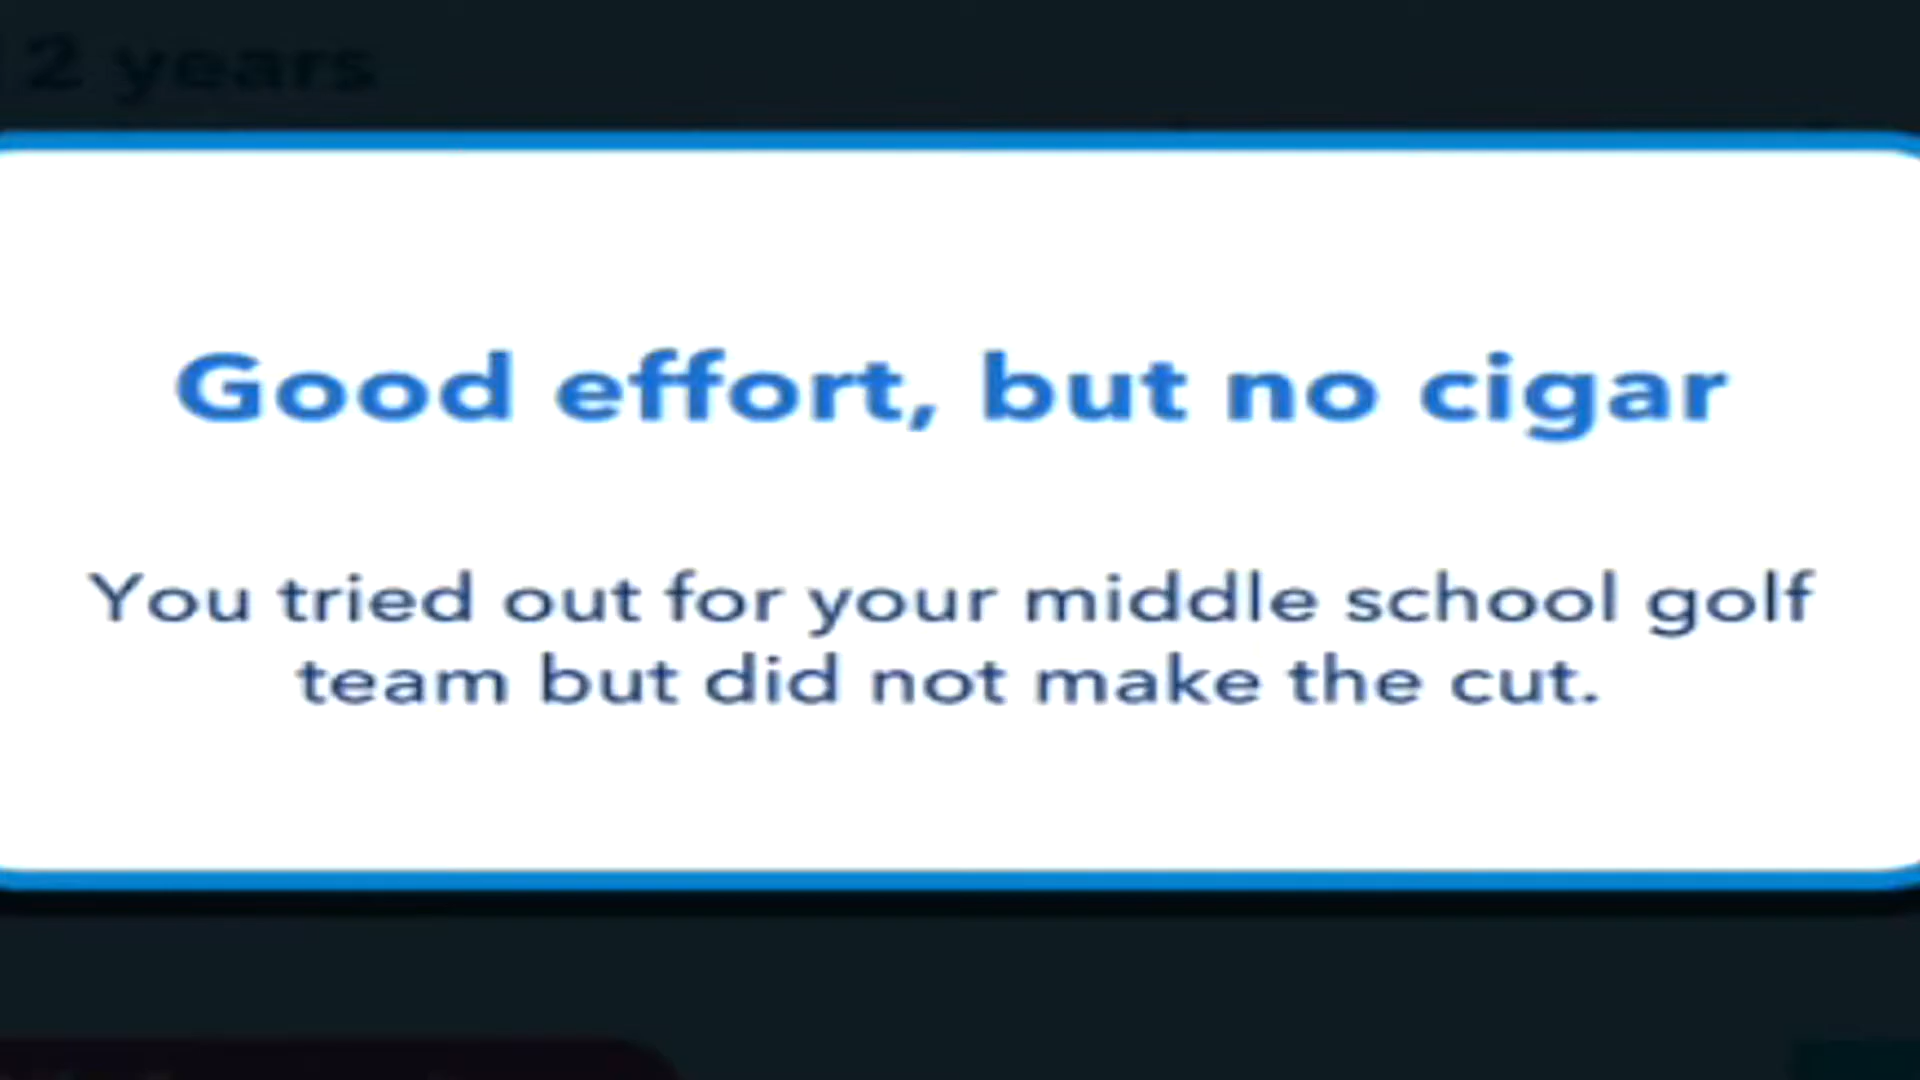 2 years
Good effort, but no cigar
You tried out for your middle school golf
team but did not make the cut.